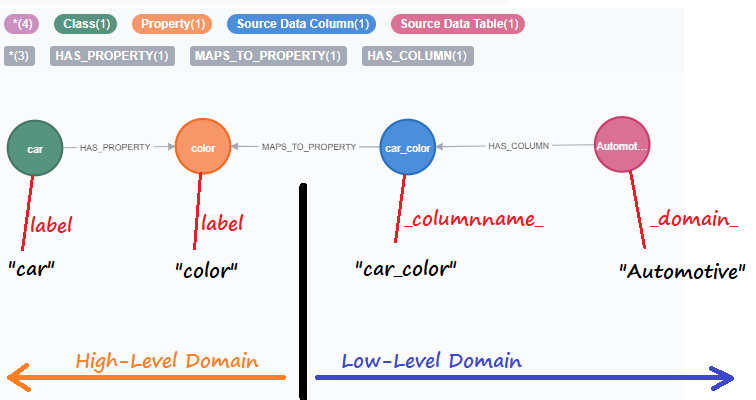 *(4) Class(1) Property(1) Source Data Column(1) Source Data Table(1)
*(3) HAS_PROPERTY(1) MAPS_TO_PROPERTY(1) HAS_COLUMN(1)
car HAS_PROPERTY color MAPS_TO_PROPERTY car_color HAS_COLUMN Automot...
label label _columnname_ _domain_
"car" "color" "car_color" "Automotive"
High-Level Domain Low-Level Domain